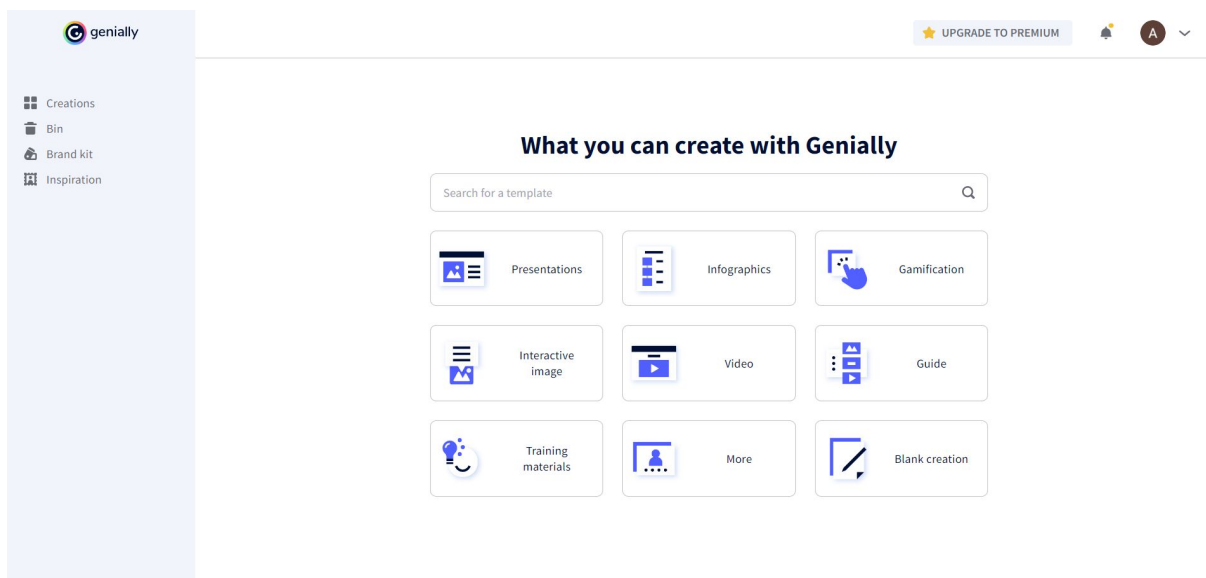 genially
UPGRADE TO PREMIUM
A
Creations
Bin
Brand kit
Inspiration
What you can create with Genially
Search for a template
Presentations
Infographics
Gamification
Interactive
image
Video
Guide
Training
materials
More
Blank creation